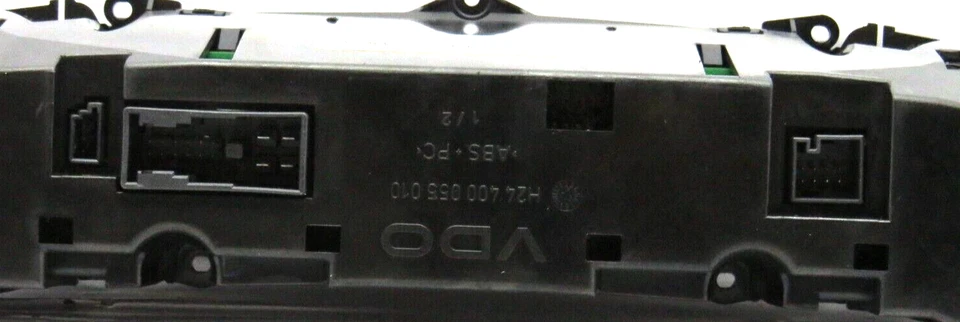 VDO
H24 400 055 010
>ABS+PC<
1/2